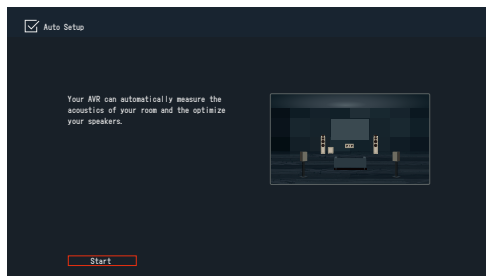 Auto Setup
Your AVR can automatically measure the
acoustics of your room and the optimize
your speakers.
Start